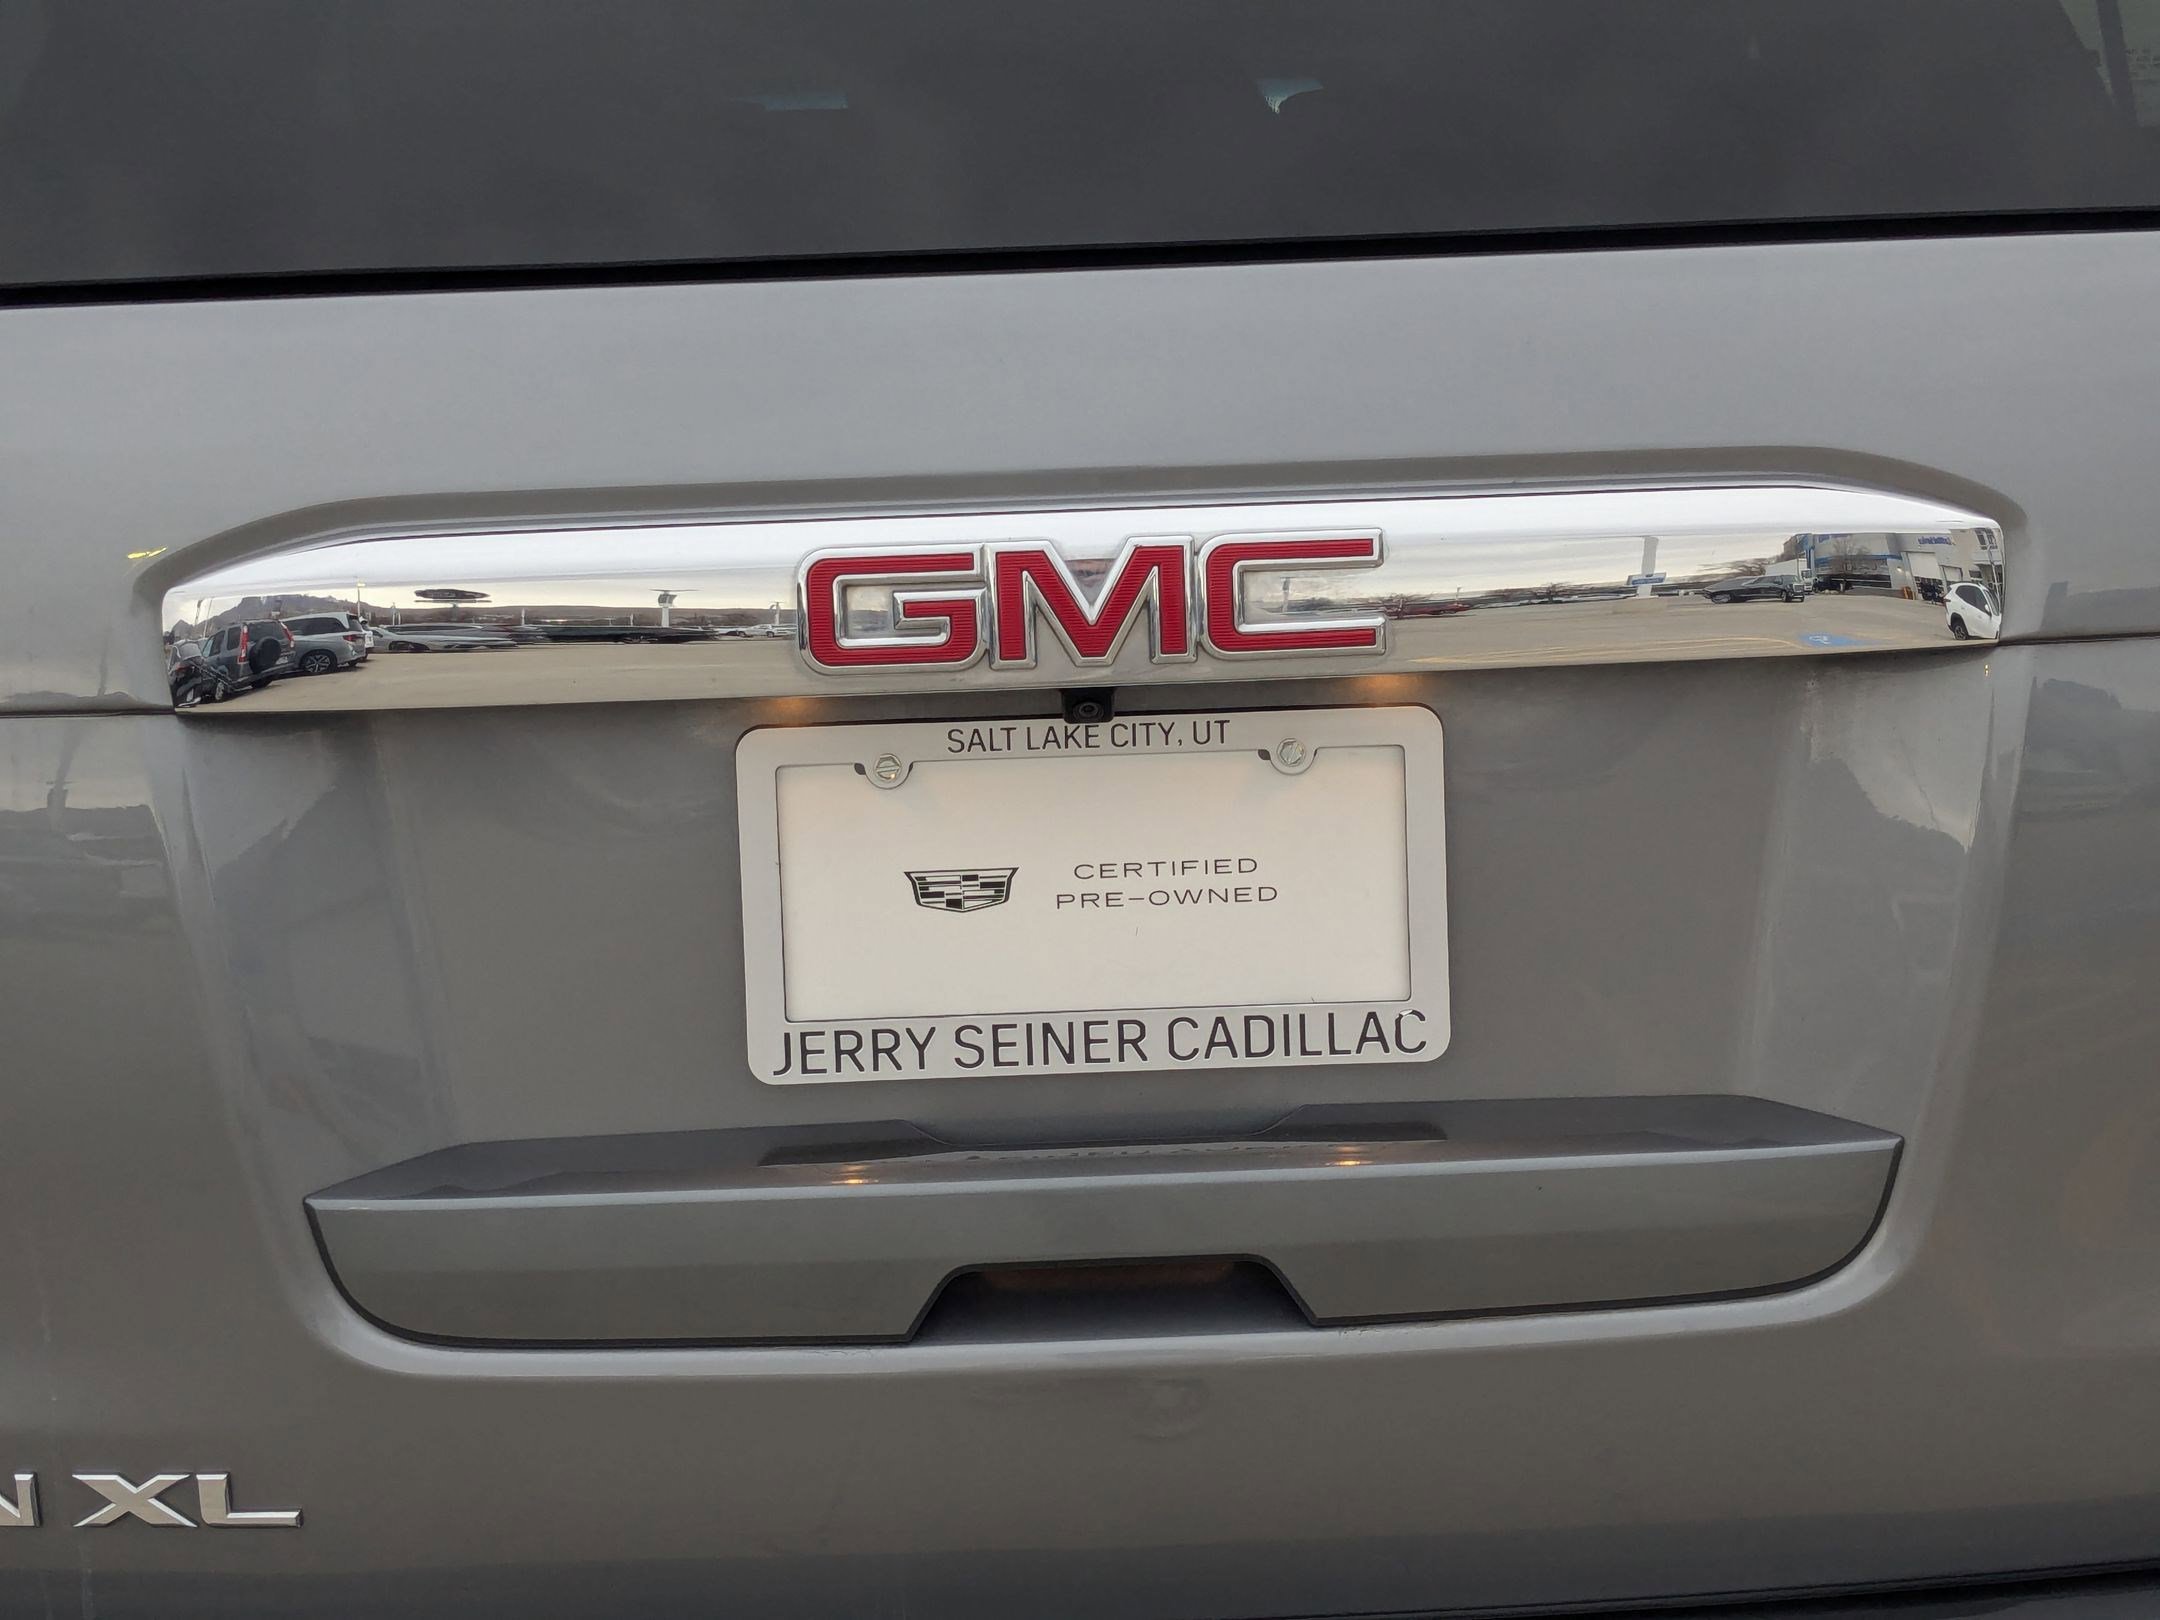 GMC
SALT LAKE CITY, UT
CERTIFIED
PRE-OWNED
JERRY SEINER CADILLAC
N XL